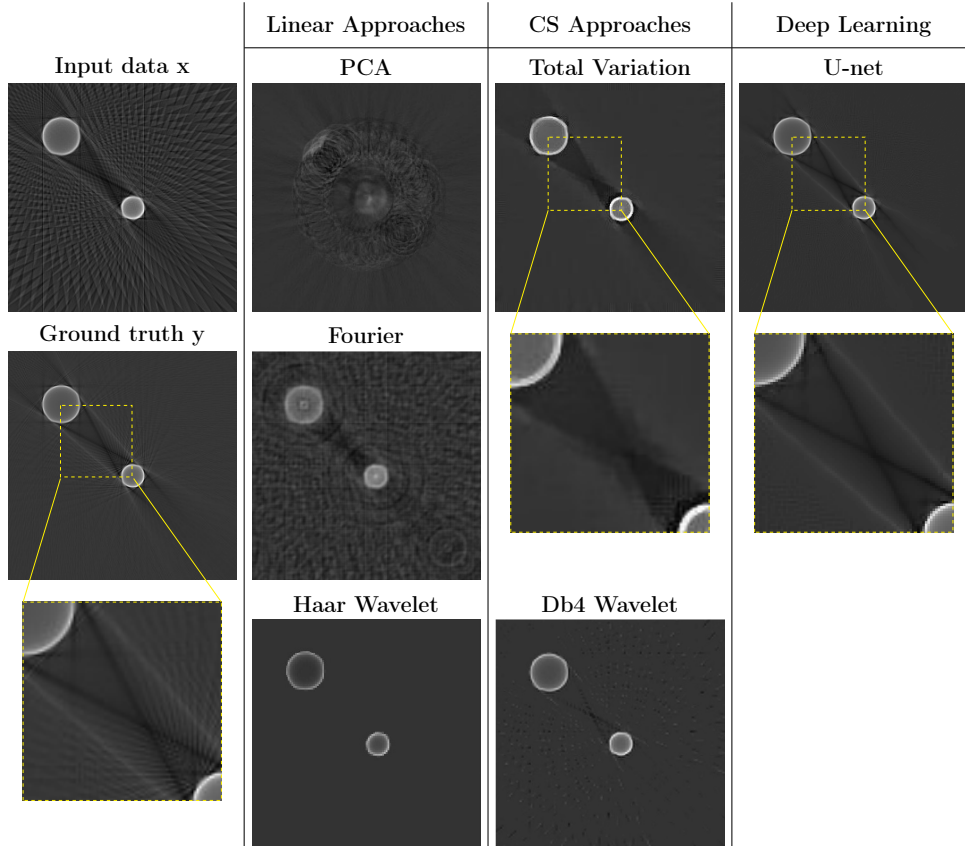 Linear Approaches
CS Approaches
Deep Learning
Input data x
PCA
Total Variation
U-net
Ground truth y
Fourier
Haar Wavelet
Db4 Wavelet